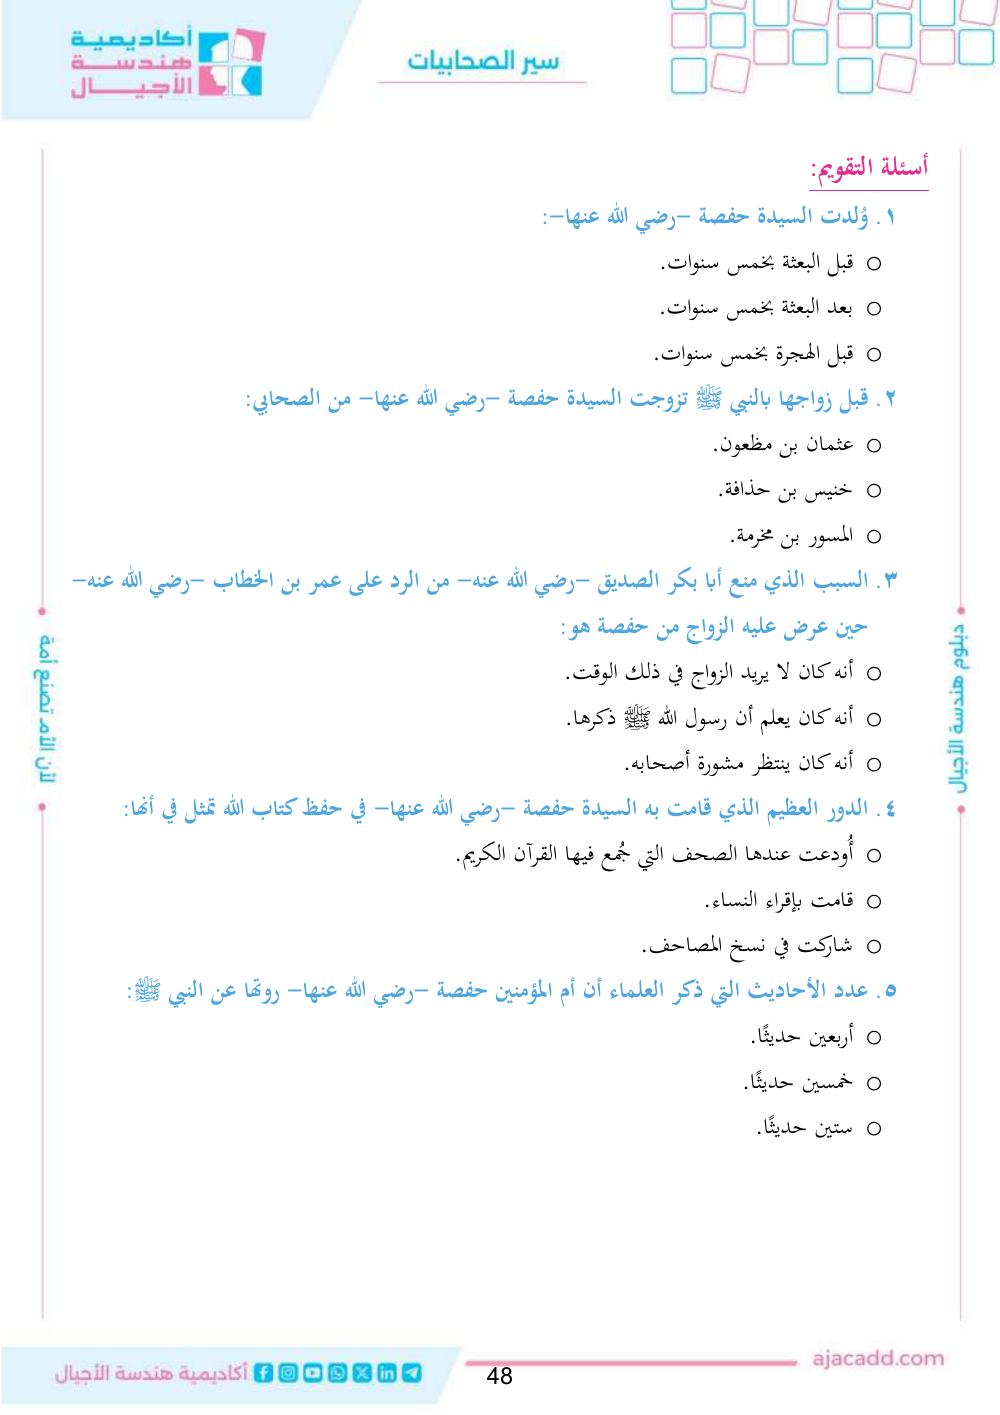 أكاديمية
هندسة
الأجيال
سير الصحابيات
أسئلة التقويم:
١. وُلدت السيدة حفصة -رضي الله عنها-:
قبل البعثة بخمس سنوات.
بعد البعثة بخمس سنوات.
قبل الهجرة بخمس سنوات.
٢. قبل زواجها بالنبي ﷺ تزوجت السيدة حفصة -رضي الله عنها- من الصحابي:
عثمان بن مظعون.
خنيس بن حذافة.
المسور بن مخرمة.
٣. السبب الذي منع أبا بكر الصديق -رضي الله عنه- من الرد على عمر بن الخطاب -رضي الله عنه-
حين عرض عليه الزواج من حفصة هو:
أنه كان لا يريد الزواج في ذلك الوقت.
أنه كان يعلم أن رسول الله ﷺ ذكرها.
أنه كان ينتظر مشورة أصحابه.
٤. الدور العظيم الذي قامت به السيدة حفصة -رضي الله عنها- في حفظ كتاب الله تمثل في أنها:
أُودعت عندها الصحف التي جُمع فيها القرآن الكريم.
قامت بإقراء النساء.
شاركت في نسخ المصاحف.
٥. عدد الأحاديث التي ذكر العلماء أن أم المؤمنين حفصة -رضي الله عنها- روتها عن النبي ﷺ:
أربعين حديثًا.
خمسين حديثًا.
ستين حديثًا.
دبلوم هندسة الأجيال
لأن الأم تصنع أمة
ajacadd.com
48
أكاديمية هندسة الأجيال